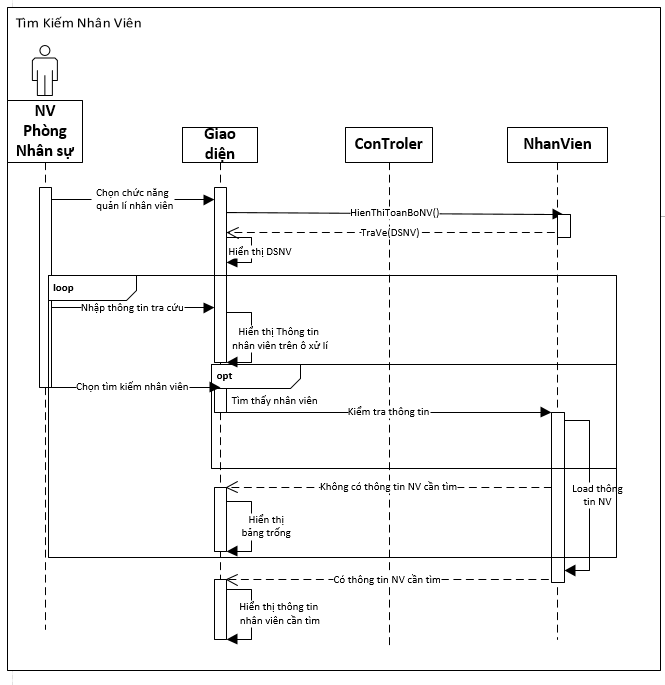 Tìm Kiếm Nhân Viên
NV
Phòng
Nhân sự
Giao
diện
ConTroler
NhanVien
Chọn chức năng
quản lí nhân viên
HienThiToanBoNV()
TraVe(DSNV)
Hiển thị DSNV
loop
Nhập thông tin tra cứu
Hiển thị Thông tin
nhân viên trên ô xử lí
opt
Chọn tìm kiếm nhân viên
Tìm thấy nhân viên
Kiểm tra thông tin
Không có thông tin NV cần tìm
Load thông
tin NV
Hiển thị
bảng trống
Có thông tin NV cần tìm
Hiển thị thông tin
nhân viên cần tìm